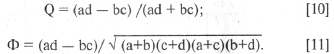 Q = (ad – bc) /(ad + bc); [10]
Φ = (ad – bc)/ √ (a+b)(c+d)(a+c)(b+d). [11]